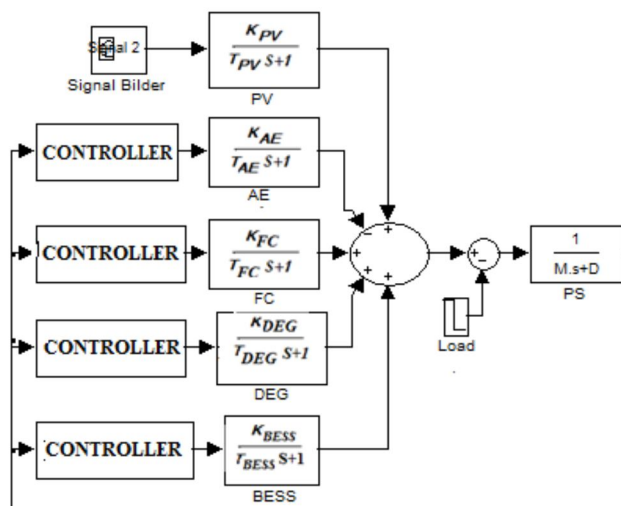 Signal 2
Signal Bilder
K_PV
T_PV S+1
PV
CONTROLLER
K_AE
T_AE S+1
AE
CONTROLLER
K_FC
T_FC S+1
FC
CONTROLLER
K_DEG
T_DEG S+1
DEG
CONTROLLER
K_BESS
T_BESS S+1
BESS
+
−
+
+
+
+
−
Load
1
M.s+D
PS